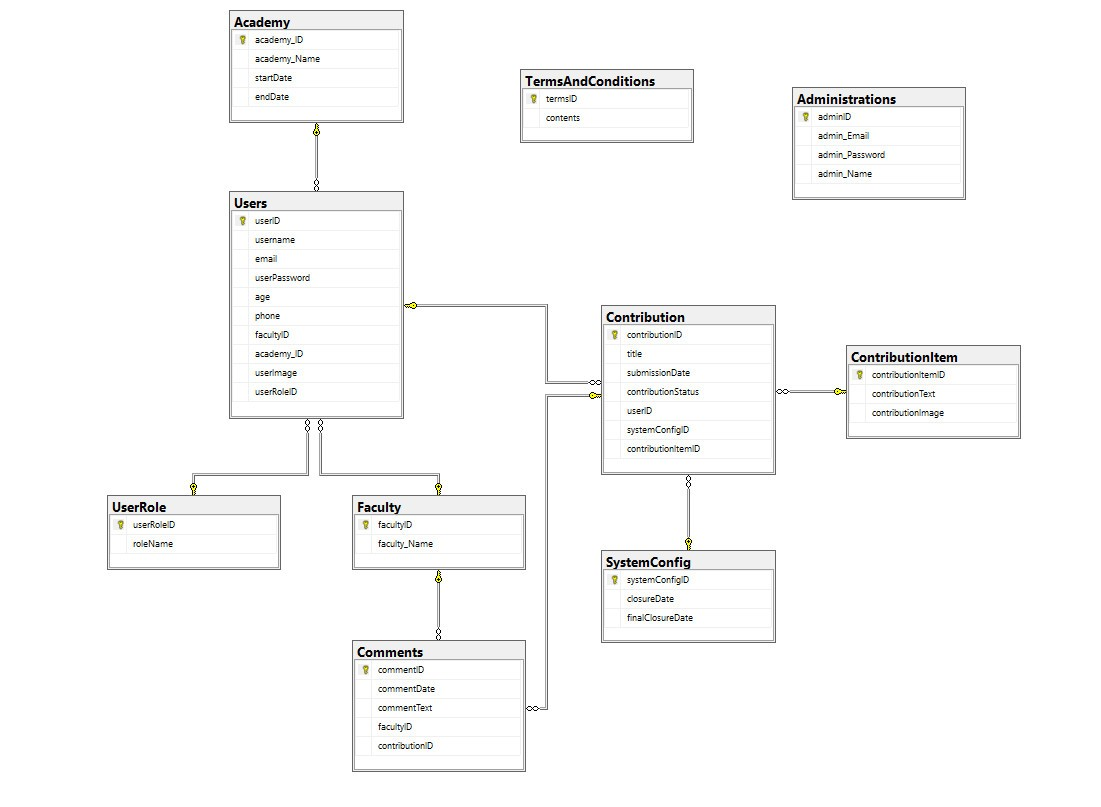 Academy
academy_ID
academy_Name
startDate
endDate
TermsAndConditions
termsID
contents
Administrations
adminID
admin_Email
admin_Password
admin_Name
Users
userID
username
email
userPassword
age
phone
facultyID
academy_ID
userImage
userRoleID
Contribution
contributionID
title
submissionDate
contributionStatus
userID
systemConfigID
contributionItemID
ContributionItem
contributionItemID
contributionText
contributionImage
UserRole
userRoleID
roleName
Faculty
facultyID
faculty_Name
SystemConfig
systemConfigID
closureDate
finalClosureDate
Comments
commentID
commentDate
commentText
facultyID
contributionID